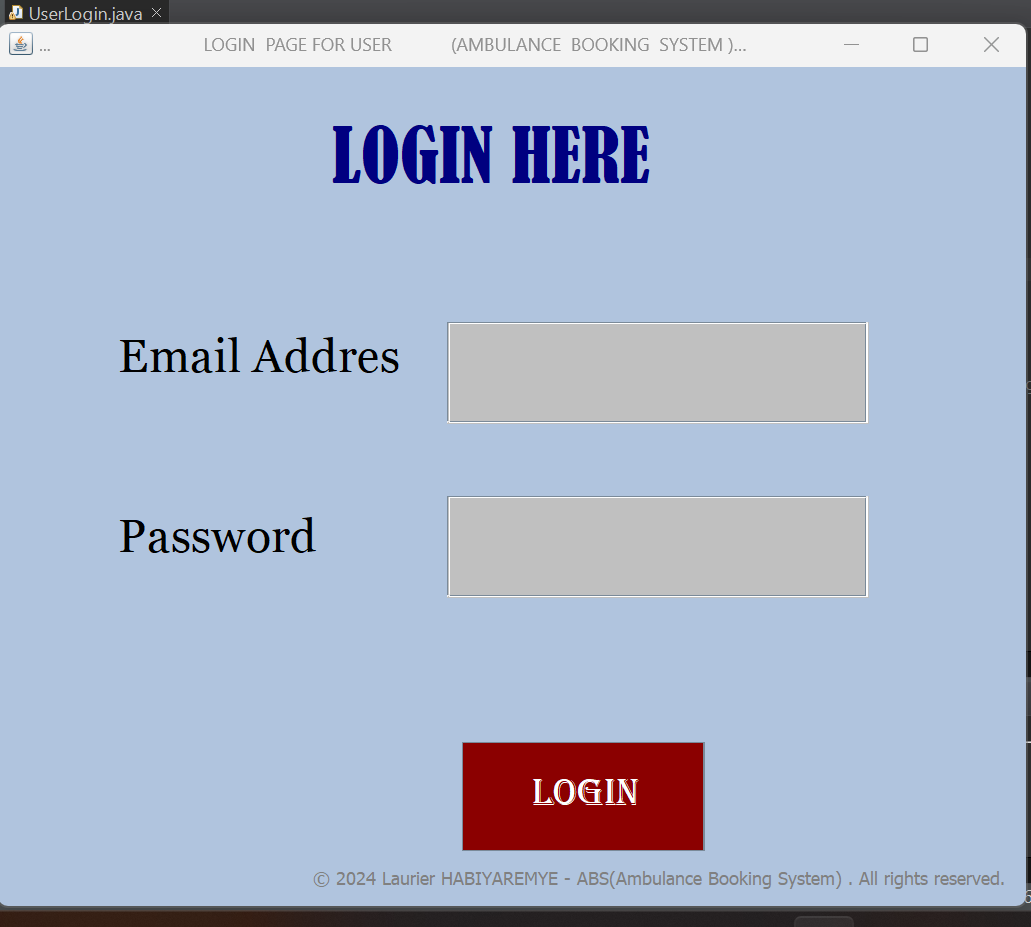 UserLogin.java
... LOGIN PAGE FOR USER (AMBULANCE BOOKING SYSTEM )...
LOGIN HERE
Email Addres
Password
LOGIN
© 2024 Laurier HABIYAREMYE - ABS(Ambulance Booking System) . All rights reserved.